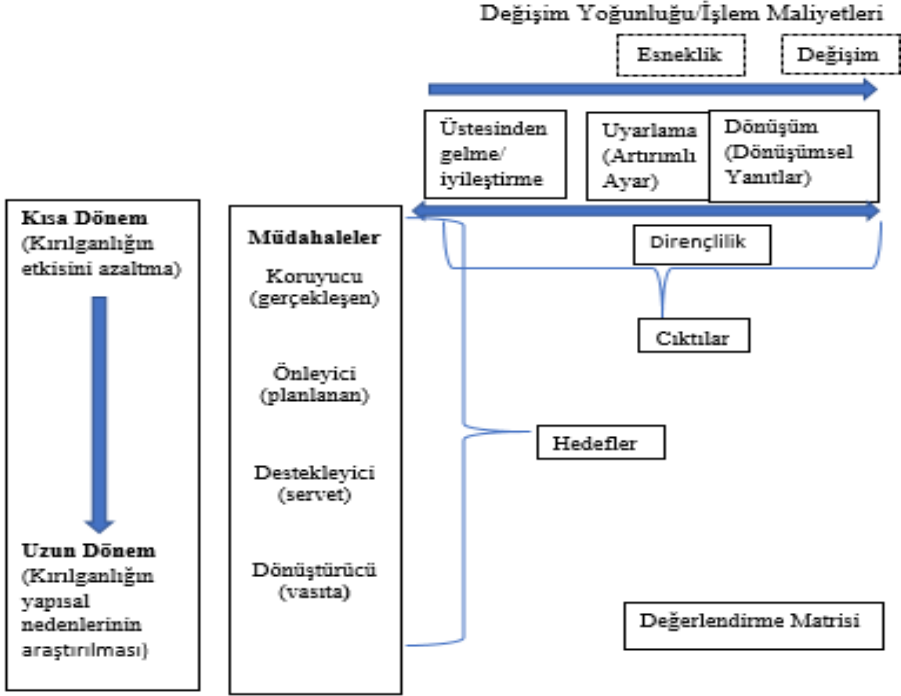 Değişim Yoğunluğu/İşlem Maliyetleri
Esneklik
Değişim
Üstesinden
gelme/
iyileştirme
Uyarlama
(Artırımlı
Ayar)
Dönüşüm
(Dönüşümsel
Yanıtlar)
Dirençlilik
Cıktılar
Kısa Dönem
(Kırılganlığın
etkisini azaltma)
Uzun Dönem
(Kırılganlığın
yapısal
nedenlerinin
araştırılması)
Müdahaleler
Koruyucu
(gerçekleşen)
Önleyici
(planlanan)
Destekleyici
(servet)
Dönüştürücü
(vasıta)
Hedefler
Değerlendirme Matrisi